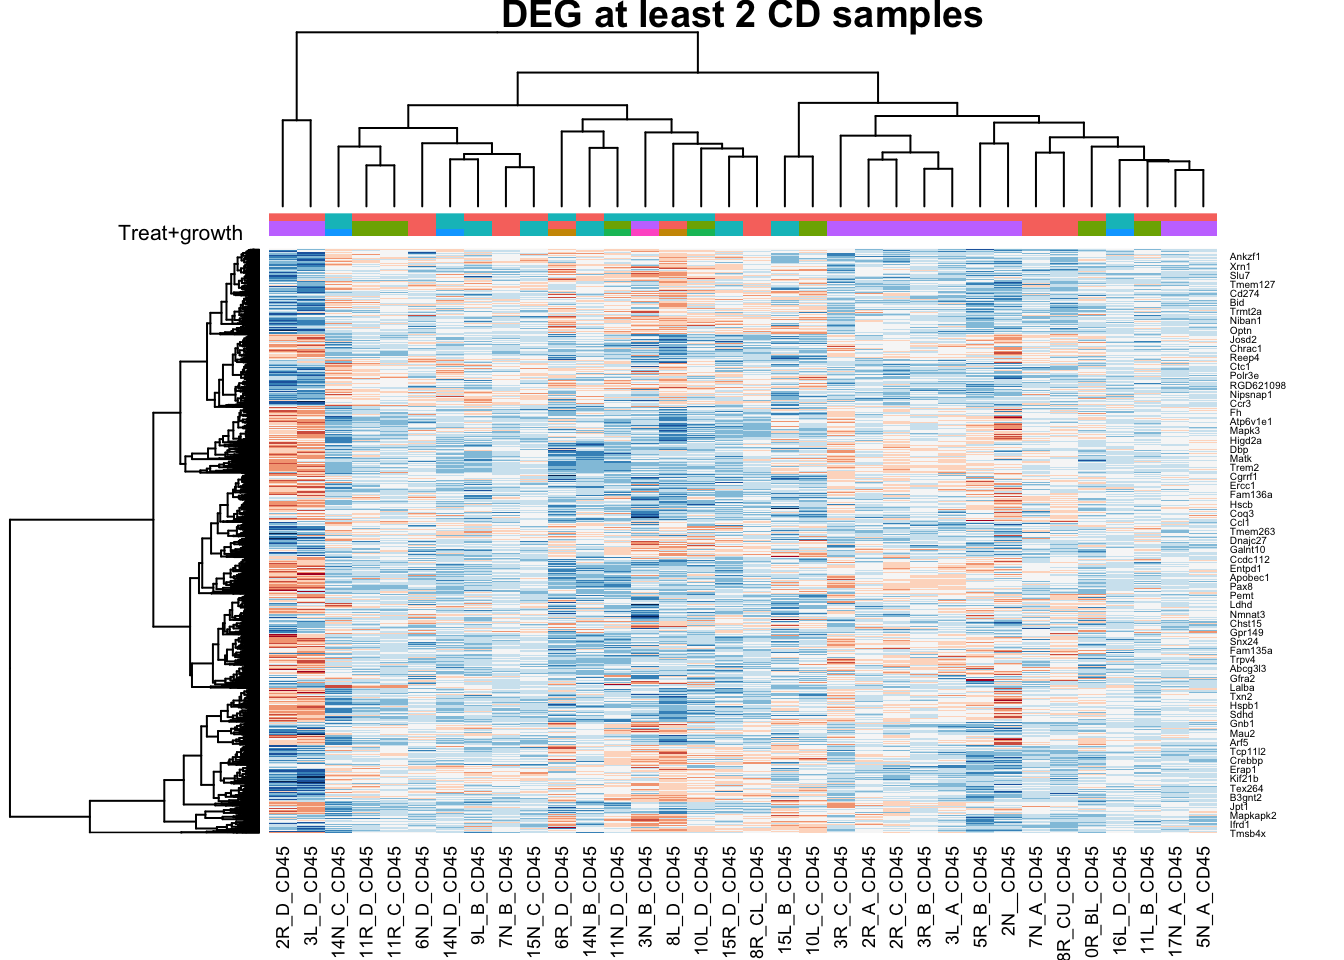 DEG at least 2 CD samples
Treat+growth
Ankzf1
Xrn1
Slu7
Tmem127
Cd274
Bid
Trmt2a
Niban1
Optn
Josd2
Chrac1
Reep4
Ctc1
Polr3e
RGD621098
Nipsnap1
Ccr3
Fh
Atp6v1e1
Mapk3
Higd2a
Dbp
Matk
Trem2
Cgrrf1
Ercc1
Fam136a
Hscb
Coq3
Ccl1
Tmem263
Dnajc27
Galnt10
Ccdc112
Entpd1
Apobec1
Pax8
Pemt
Ldhd
Nmnat3
Chst15
Gpr149
Snx24
Fam135a
Trpv4
Abcg3l3
Gfra2
Lalba
Txn2
Hspb1
Sdhd
Gnb1
Mau2
Arf5
Tcp11l2
Crebbp
Erap1
Kif21b
Tex264
B3gnt2
Jpt1
Mapkapk2
Ifrd1
Tmsb4x
2R_D_CD45
3L_D_CD45
14N_C_CD45
11R_D_CD45
11R_C_CD45
6N_D_CD45
14N_D_CD45
9L_B_CD45
7N_B_CD45
15N_C_CD45
6R_D_CD45
14N_B_CD45
11N_D_CD45
3N_B_CD45
8L_D_CD45
10L_D_CD45
15R_D_CD45
8R_CL_CD45
15L_B_CD45
10L_C_CD45
3R_C_CD45
2R_A_CD45
2R_C_CD45
3R_B_CD45
3L_A_CD45
5R_B_CD45
2N__CD45
7N_A_CD45
8R_CU_CD45
0R_BL_CD45
16L_D_CD45
11L_B_CD45
17N_A_CD45
5N_A_CD45